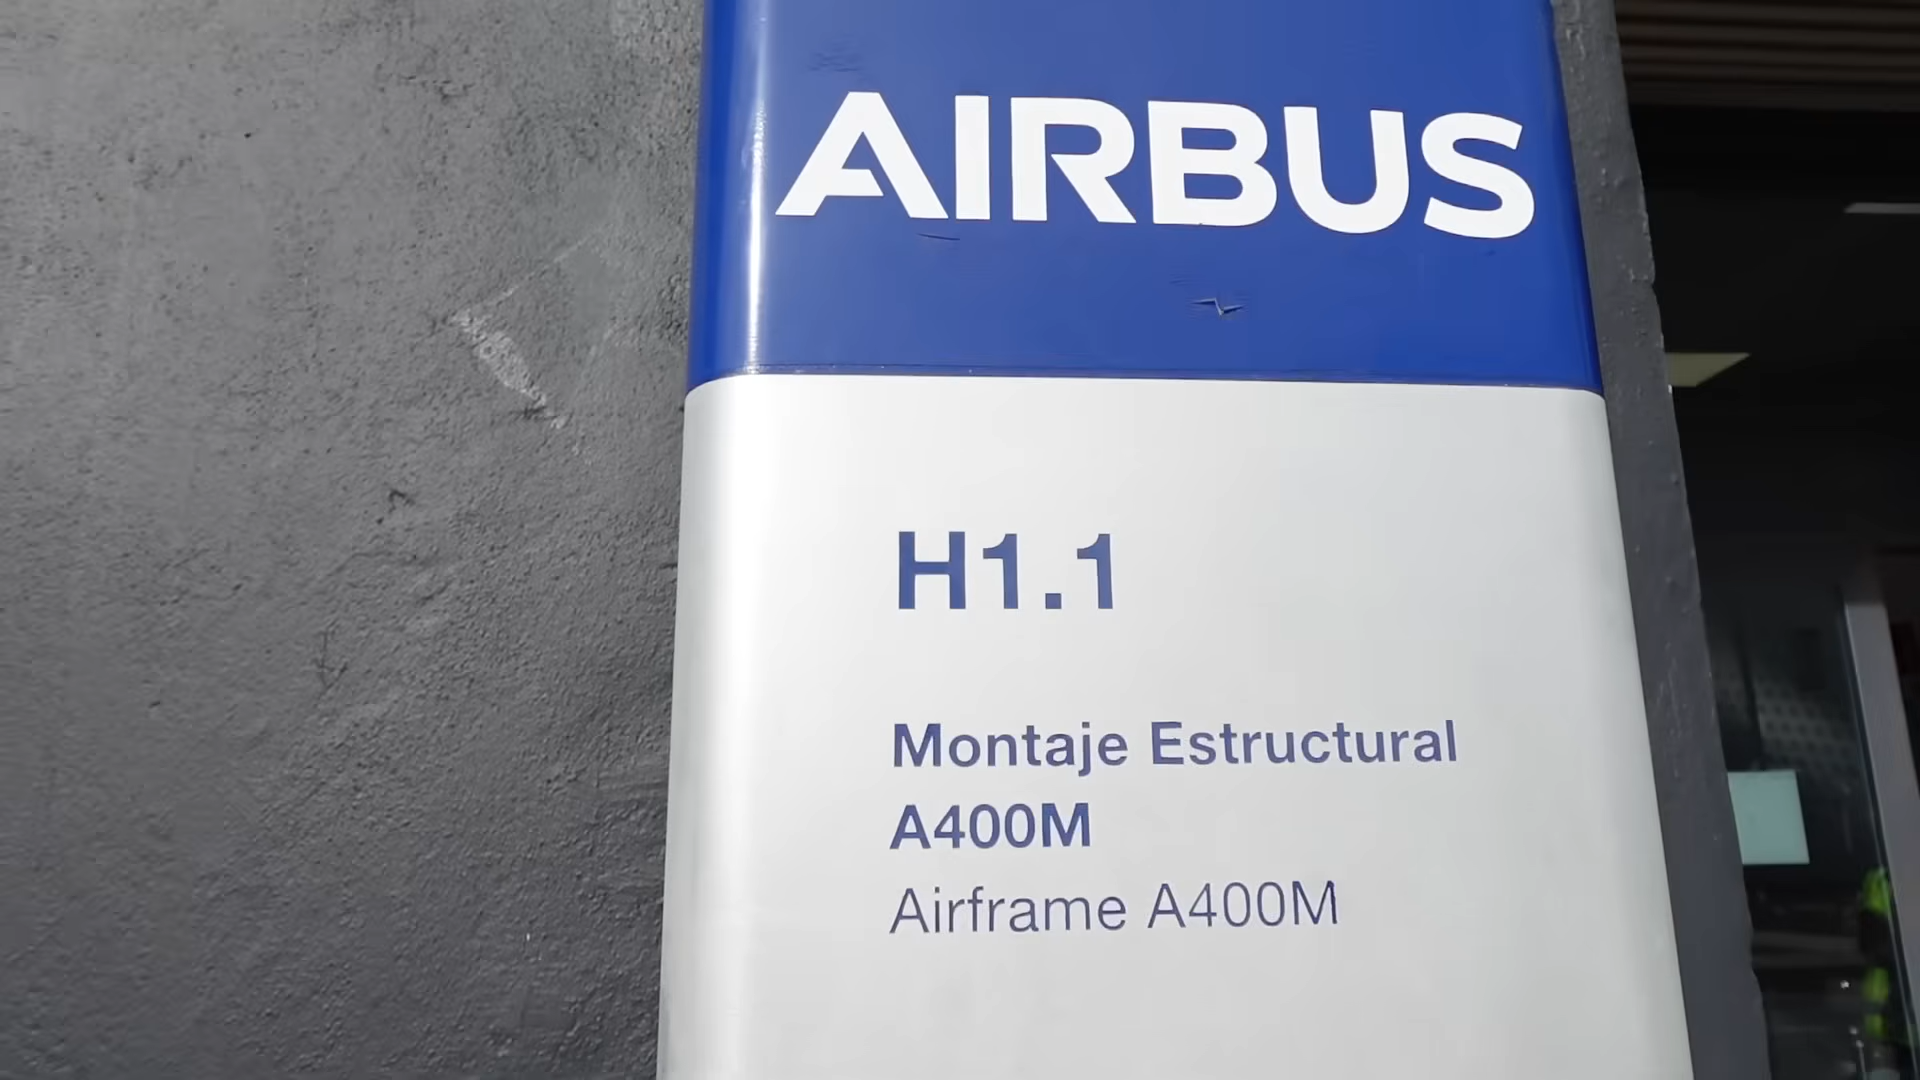 AIRBUS
H1.1
Montaje Estructural
A400M
Airframe A400M